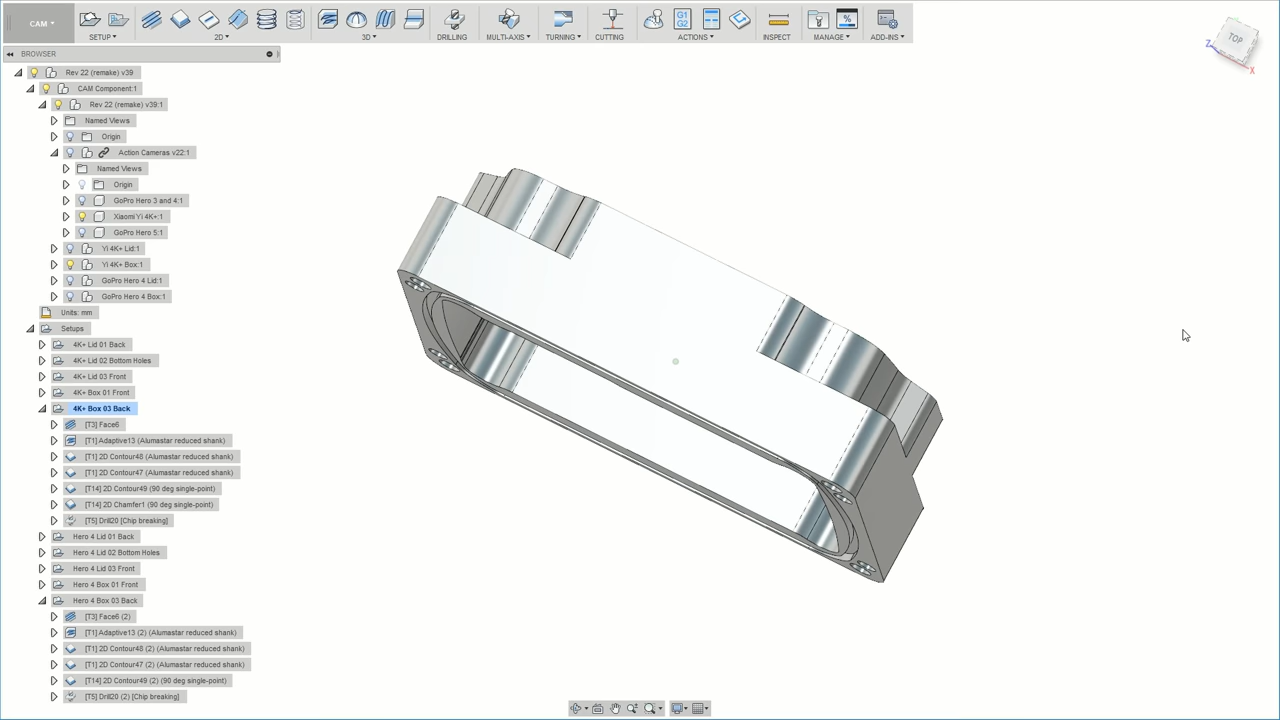 CAM
SETUP
2D
3D
DRILLING
MULTI-AXIS
TURNING
CUTTING
G1
G2
ACTIONS
INSPECT
%
MANAGE
ADD-INS
BROWSER
TOP
Z
X
Rev 22 (remake) v39
CAM Component:1
Rev 22 (remake) v39:1
Named Views
Origin
Action Cameras v22:1
Named Views
Origin
GoPro Hero 3 and 4:1
Xiaomi Yi 4K+:1
GoPro Hero 5:1
Yi 4K+ Lid:1
Yi 4K+ Box:1
GoPro Hero 4 Lid:1
GoPro Hero 4 Box:1
Units: mm
Setups
4K+ Lid 01 Back
4K+ Lid 02 Bottom Holes
4K+ Lid 03 Front
4K+ Box 01 Front
4K+ Box 03 Back
[T3] Face6
[T1] Adaptive13 (Alumastar reduced shank)
[T1] 2D Contour48 (Alumastar reduced shank)
[T1] 2D Contour47 (Alumastar reduced shank)
[T14] 2D Contour49 (90 deg single-point)
[T14] 2D Chamfer1 (90 deg single-point)
[T5] Drill20 [Chip breaking]
Hero 4 Lid 01 Back
Hero 4 Lid 02 Bottom Holes
Hero 4 Lid 03 Front
Hero 4 Box 01 Front
Hero 4 Box 03 Back
[T3] Face6 (2)
[T1] Adaptive13 (2) (Alumastar reduced shank)
[T1] 2D Contour48 (2) (Alumastar reduced shank)
[T1] 2D Contour47 (2) (Alumastar reduced shank)
[T14] 2D Contour49 (2) (90 deg single-point)
[T5] Drill20 (2) [Chip breaking]